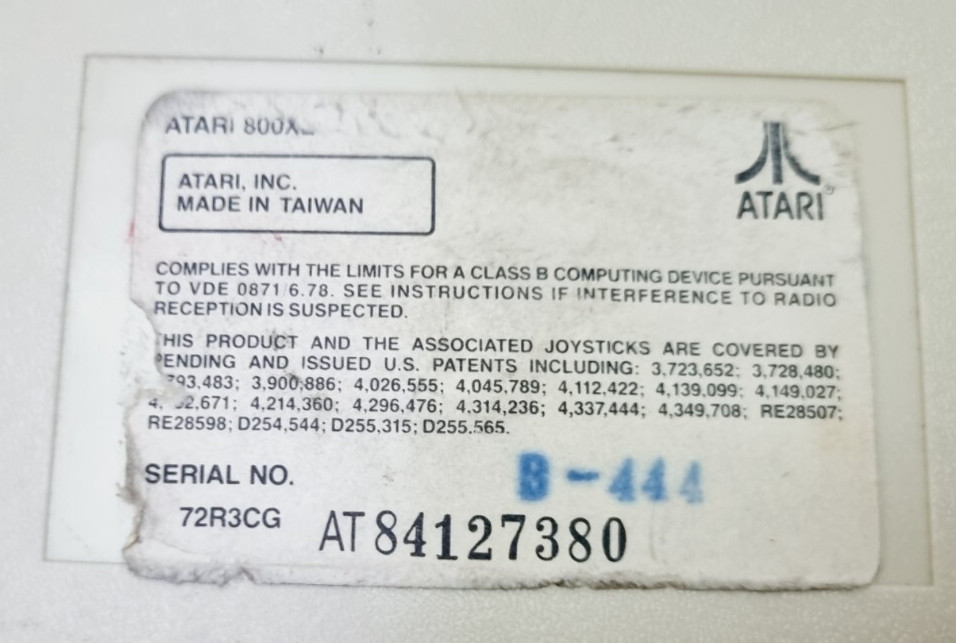 ATARI 800X
ATARI
ATARI, INC.
MADE IN TAIWAN
COMPLIES WITH THE LIMITS FOR A CLASS B COMPUTING DEVICE PURSUANT
TO VDE 0871/6.78. SEE INSTRUCTIONS IF INTERFERENCE TO RADIO
RECEPTION IS SUSPECTED.
HIS PRODUCT AND THE ASSOCIATED JOYSTICKS ARE COVERED BY
PENDING AND ISSUED U.S. PATENTS INCLUDING: 3,723,652; 3,728,480;
3,900,886; 4,026,555; 4,045,789; 4,112,422; 4,139,099; 4,149,027;
4,214,360; 4,296,476; 4,314,236; 4,337,444; 4,349,708; RE28507;
RE28598; D254,544; D255,315; D255,565.
SERIAL NO.
B-444
72R3CG AT84127380